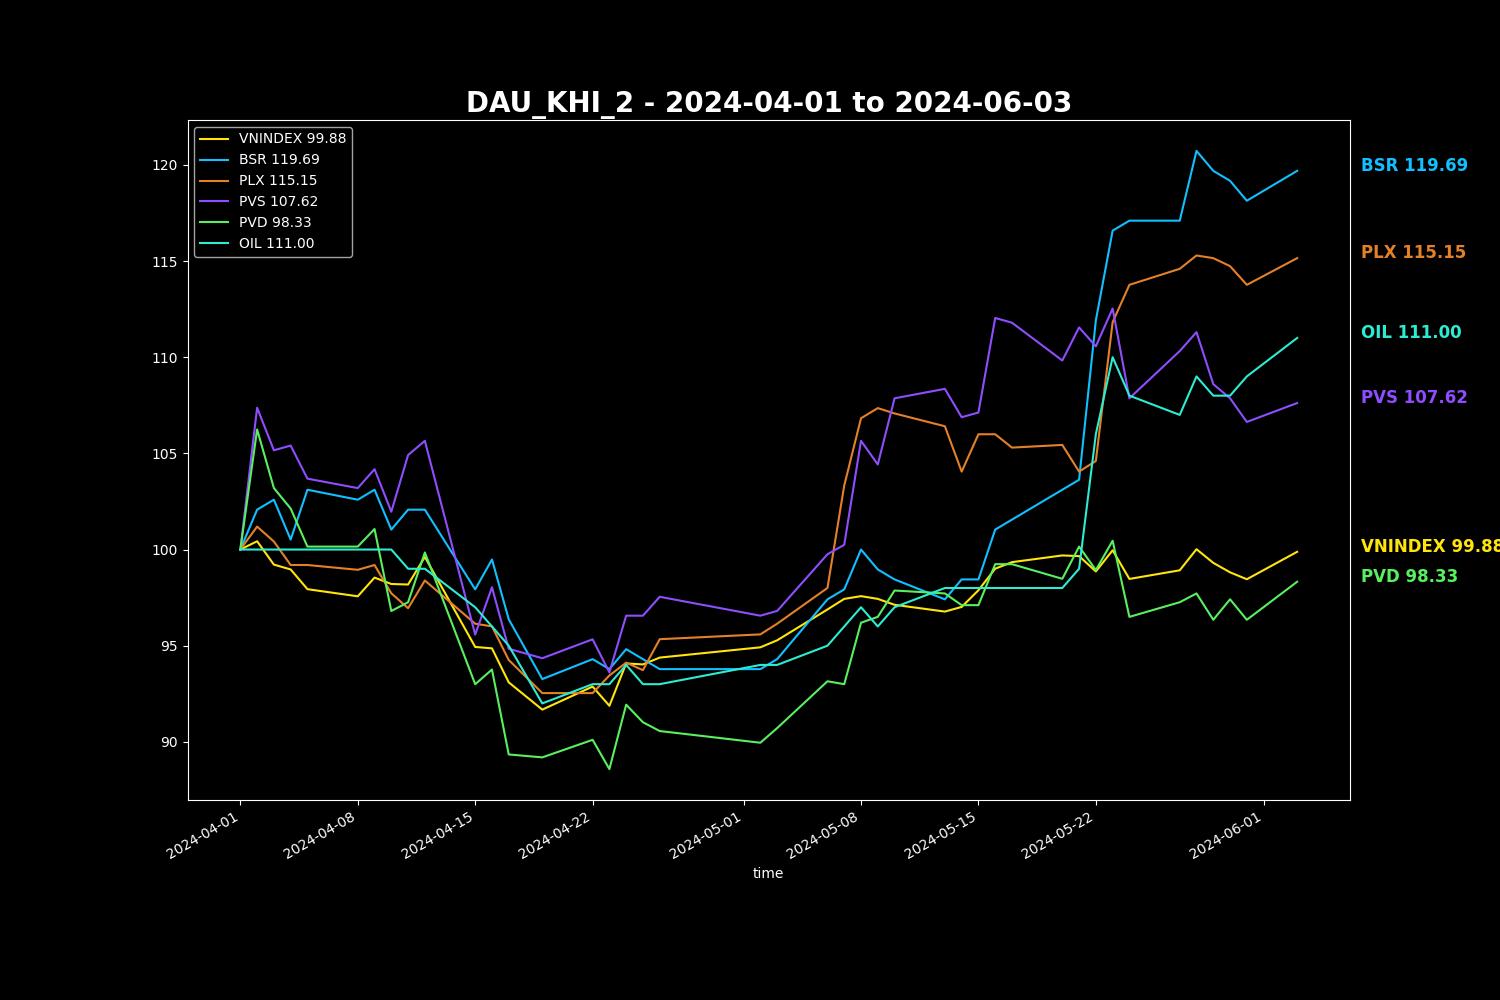 DAU_KHI_2 - 2024-04-01 to 2024-06-03
VNINDEX 99.88
BSR 119.69
PLX 115.15
PVS 107.62
PVD 98.33
OIL 111.00
120
115
110
105
100
95
90
BSR 119.69
PLX 115.15
OIL 111.00
PVS 107.62
VNINDEX 99.88
PVD 98.33
2024-04-01
2024-04-08
2024-04-15
2024-04-22
2024-05-01
2024-05-08
2024-05-15
2024-05-22
2024-06-01
time